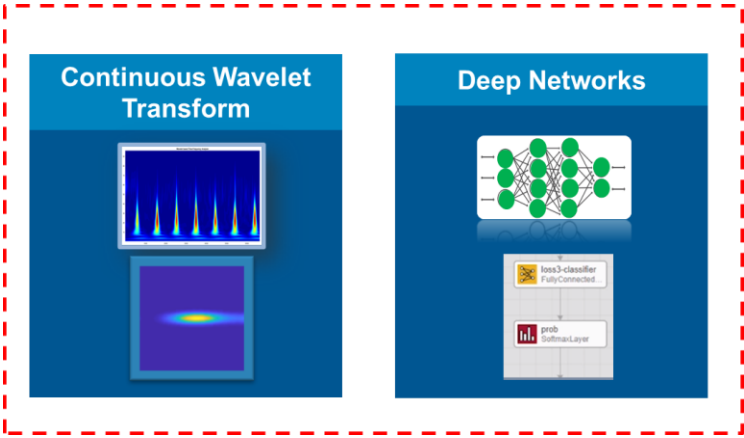 Continuous Wavelet
Transform
Deep Networks
loss3-classifier
FullyConnected...
prob
SoftmaxLayer